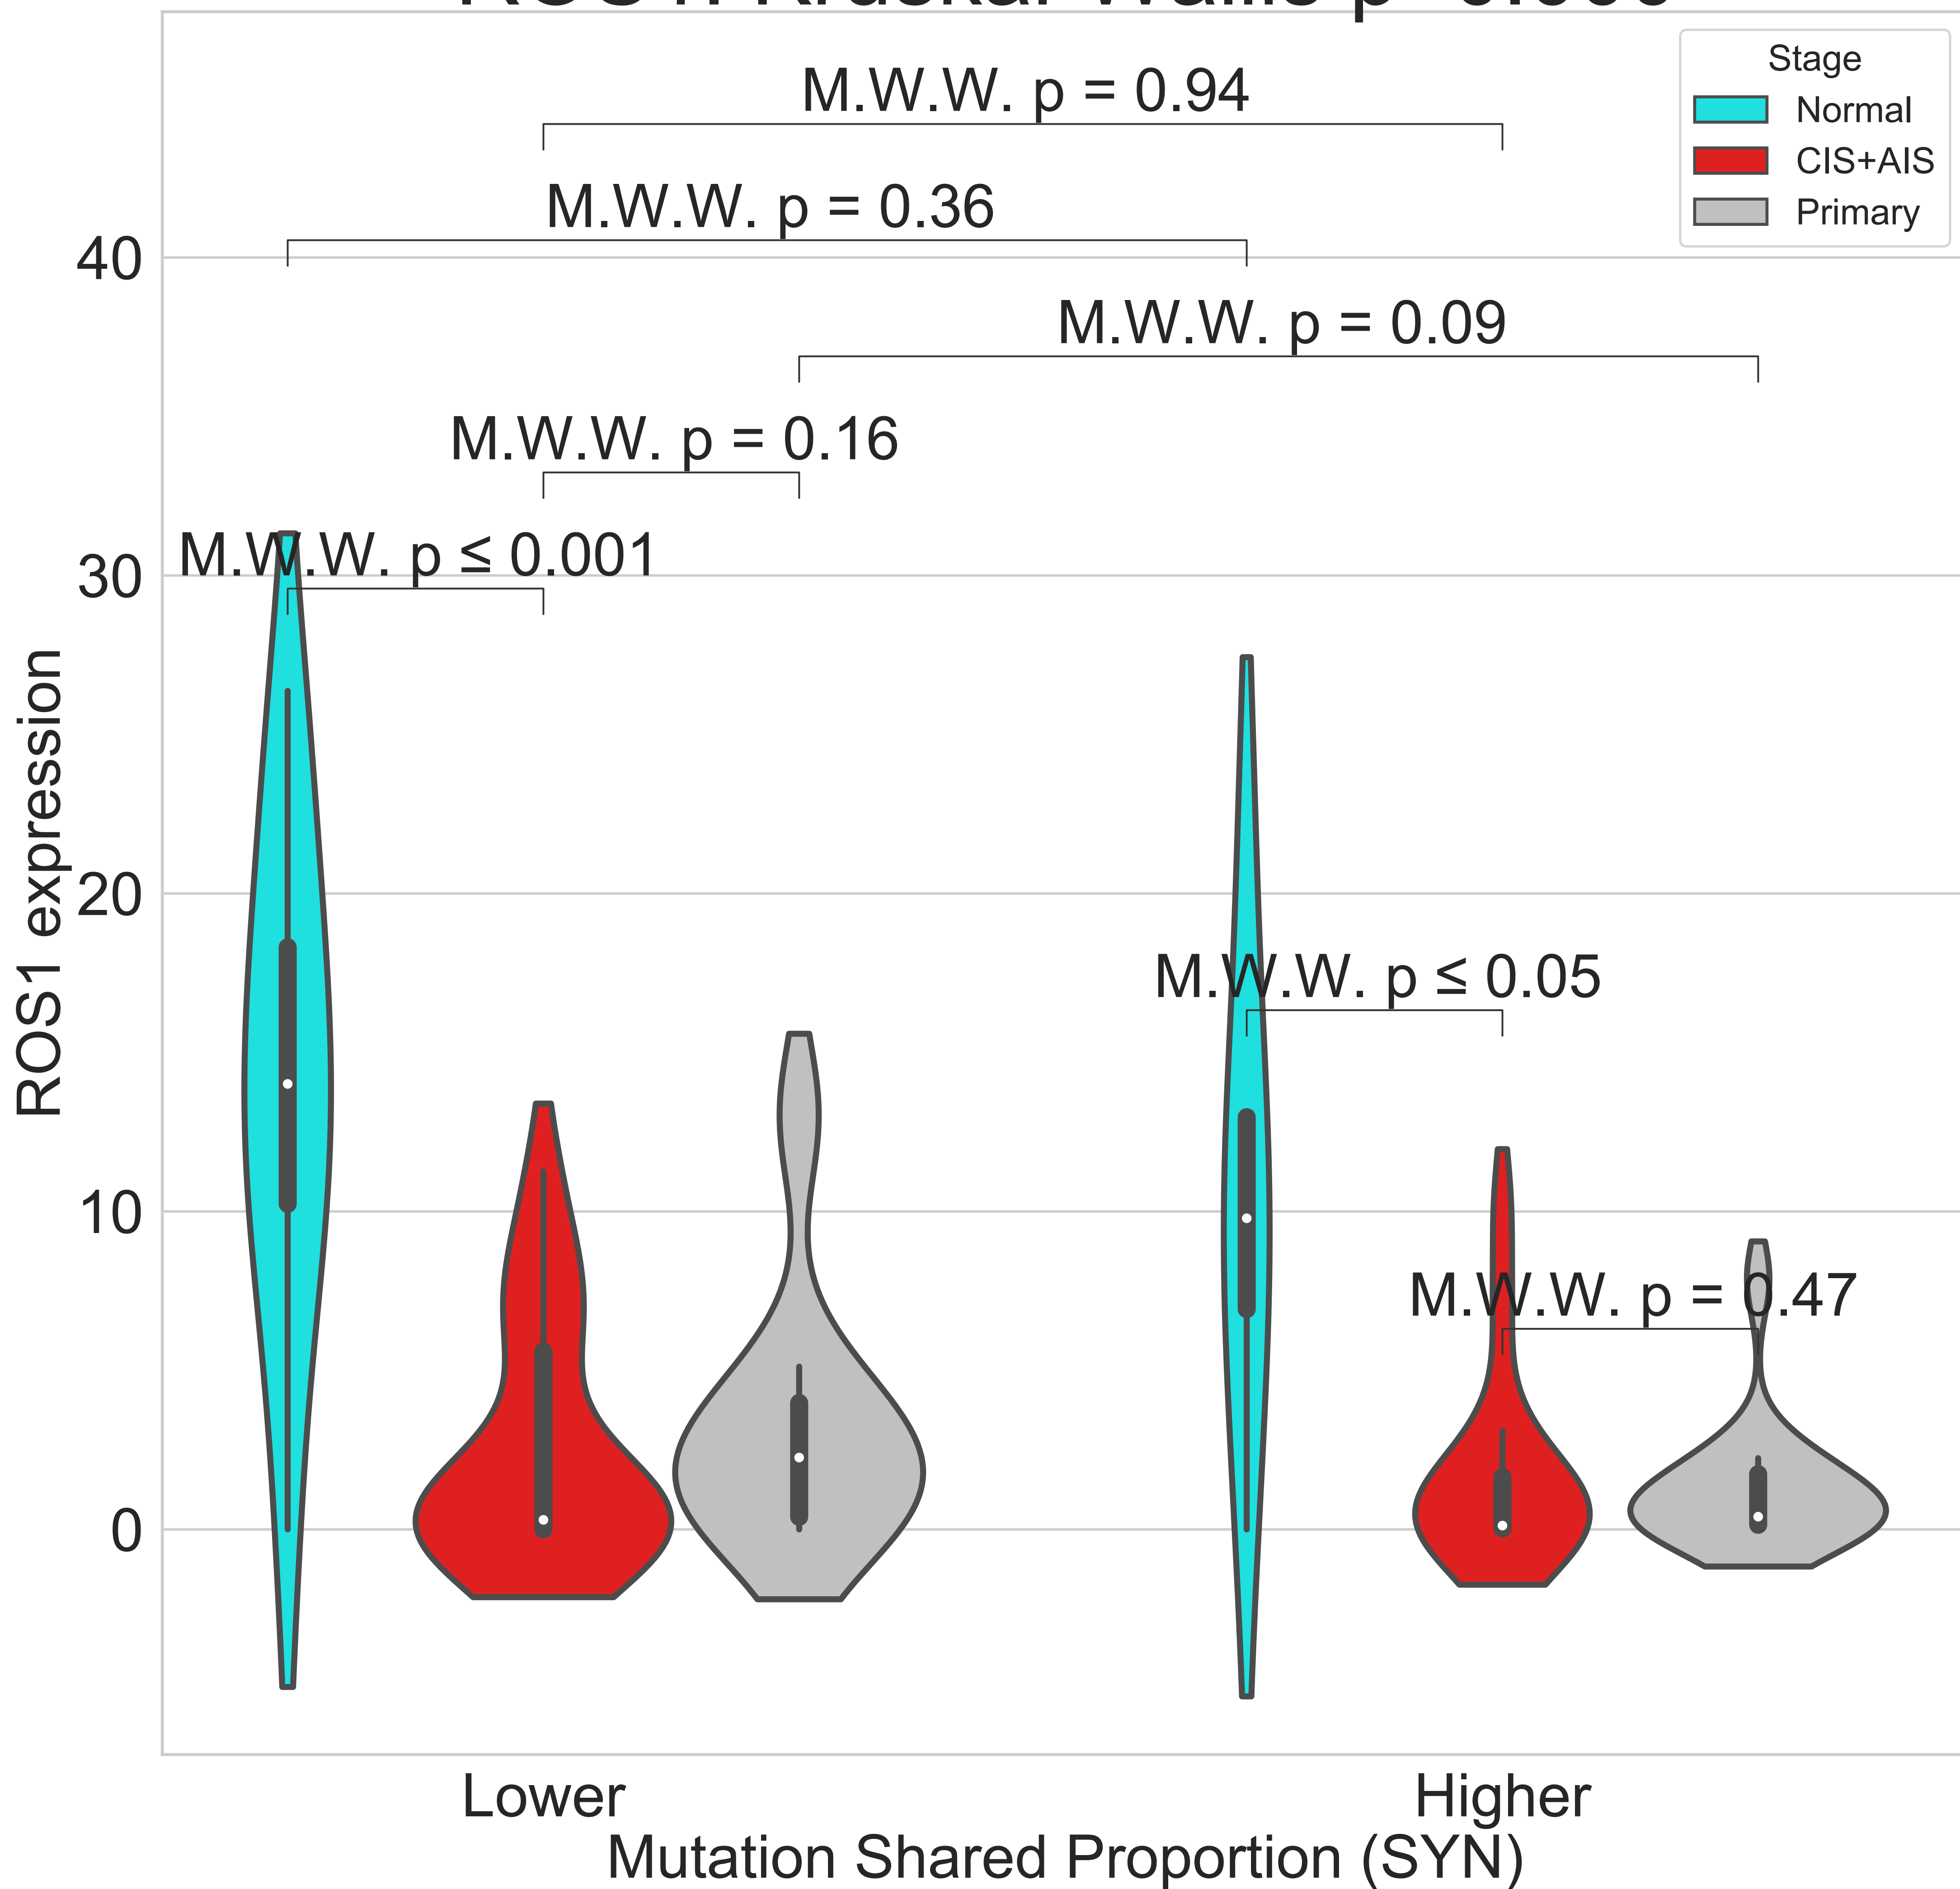 Stage
Normal
CIS+AIS
Primary
M.W.W. p = 0.94
M.W.W. p = 0.36
M.W.W. p = 0.09
M.W.W. p = 0.16
M.W.W. p ≤ 0.001
M.W.W. p ≤ 0.05
M.W.W. p = 0.47
40
30
20
10
0
ROS1 expression
Lower
Higher
Mutation Shared Proportion (SYN)